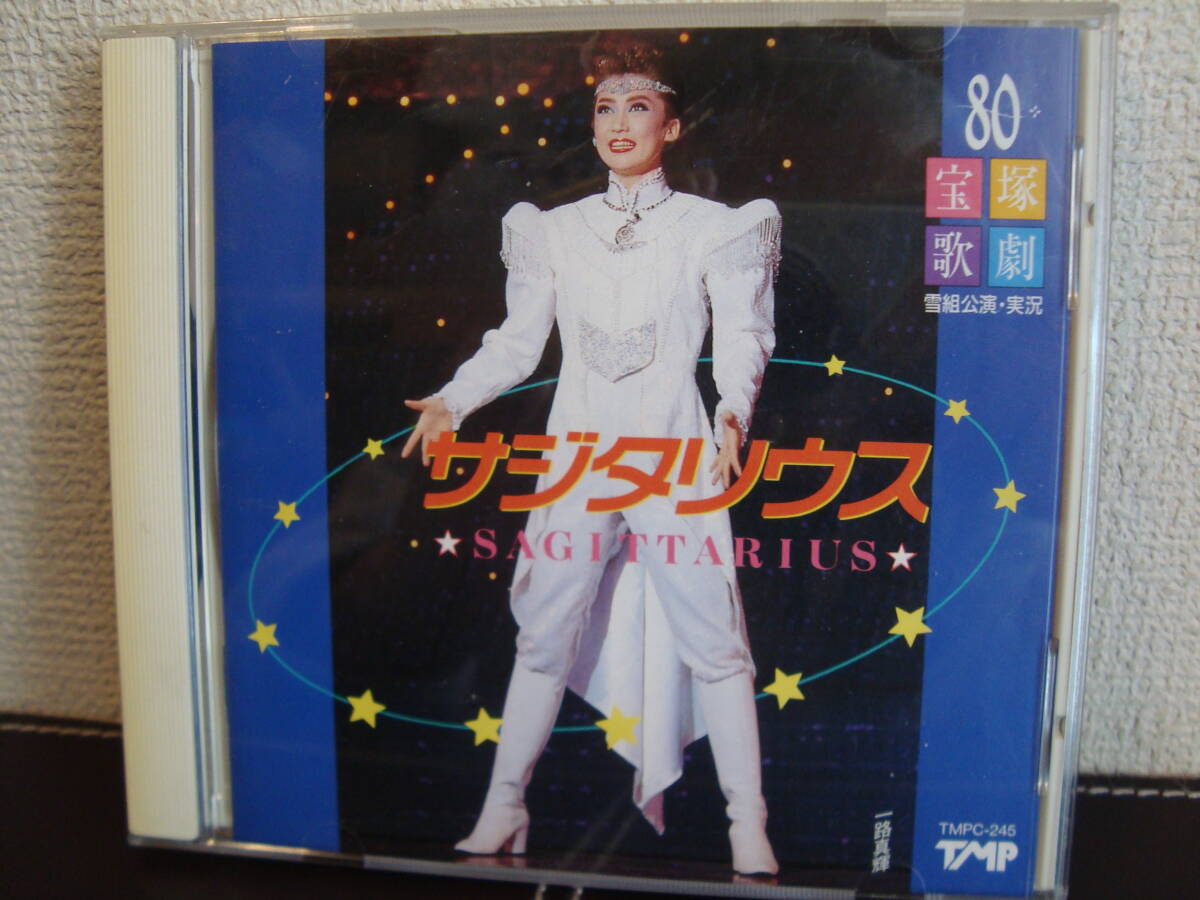 80
宝塚
歌劇
雪組公演・実況
サジタリウス
★SAGITTARIUS★
一路真輝
TMPC-245
TMP